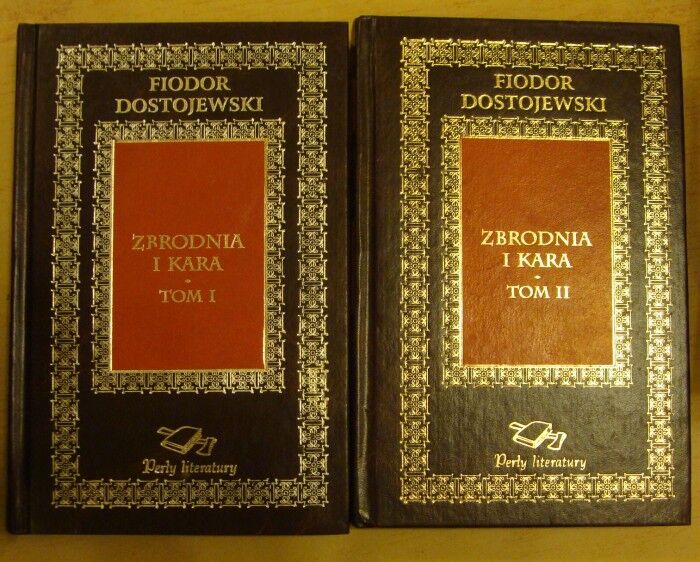 FIODOR
DOSTOJEWSKI
ZBRODNIA
I KARA
TOM I
Perły literatury
FIODOR
DOSTOJEWSKI
ZBRODNIA
I KARA
TOM II
Perły literatury